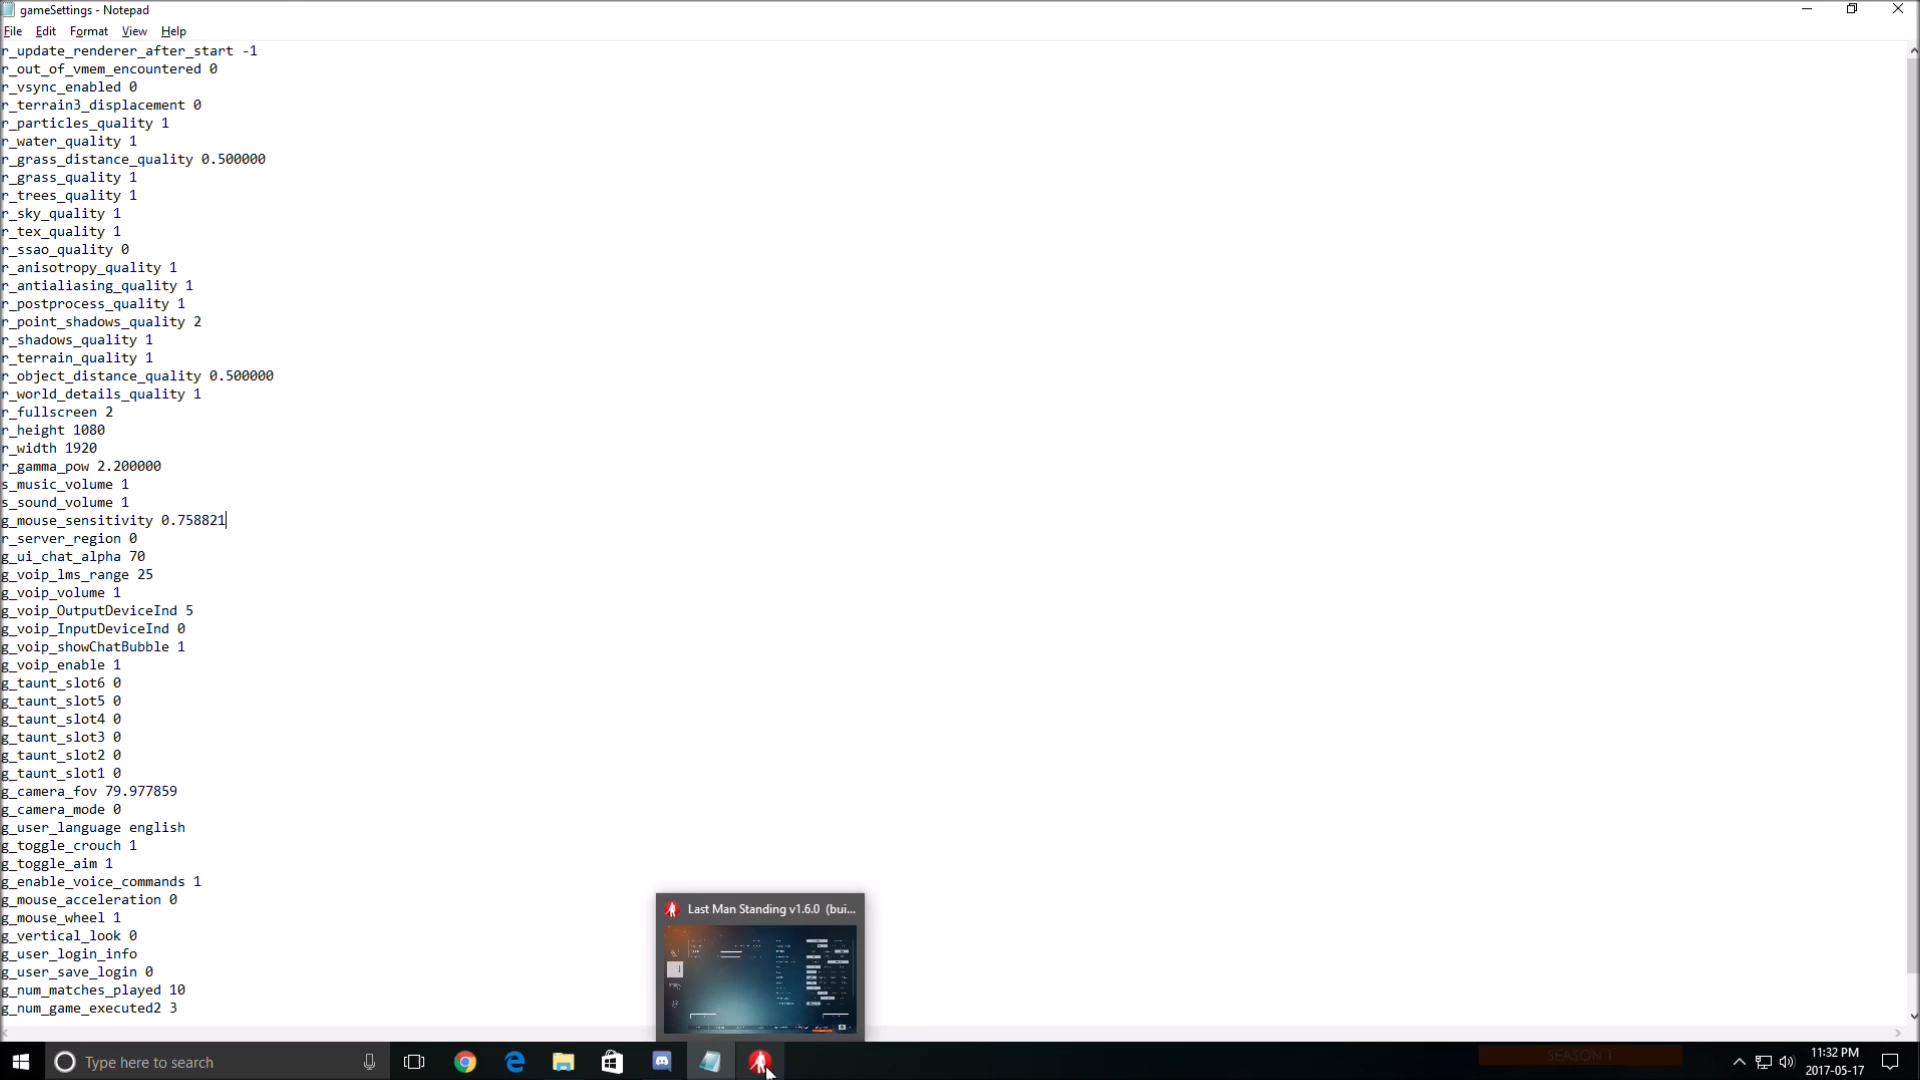 gameSettings - Notepad
File Edit Format View Help
r_update_renderer_after_start -1
r_out_of_vmem_encountered 0
r_vsync_enabled 0
r_terrain3_displacement 0
r_particles_quality 1
r_water_quality 1
r_grass_distance_quality 0.500000
r_grass_quality 1
r_trees_quality 1
r_sky_quality 1
r_tex_quality 1
r_ssao_quality 0
r_anisotropy_quality 1
r_antialiasing_quality 1
r_postprocess_quality 1
r_point_shadows_quality 2
r_shadows_quality 1
r_terrain_quality 1
r_object_distance_quality 0.500000
r_world_details_quality 1
r_fullscreen 2
r_height 1080
r_width 1920
r_gamma_pow 2.200000
s_music_volume 1
s_sound_volume 1
g_mouse_sensitivity 0.758821
r_server_region 0
g_ui_chat_alpha 70
g_voip_lms_range 25
g_voip_volume 1
g_voip_OutputDeviceInd 5
g_voip_InputDeviceInd 0
g_voip_showChatBubble 1
g_voip_enable 1
g_taunt_slot6 0
g_taunt_slot5 0
g_taunt_slot4 0
g_taunt_slot3 0
g_taunt_slot2 0
g_taunt_slot1 0
g_camera_fov 79.977859
g_camera_mode 0
g_user_language english
g_toggle_crouch 1
g_toggle_aim 1
g_enable_voice_commands 1
g_mouse_acceleration 0
g_mouse_wheel 1
g_vertical_look 0
g_user_login_info
g_user_save_login 0
g_num_matches_played 10
g_num_game_executed2 3
Last Man Standing v1.6.0 (bui...
Type here to search
SEASON 1
11:32 PM
2017-05-17